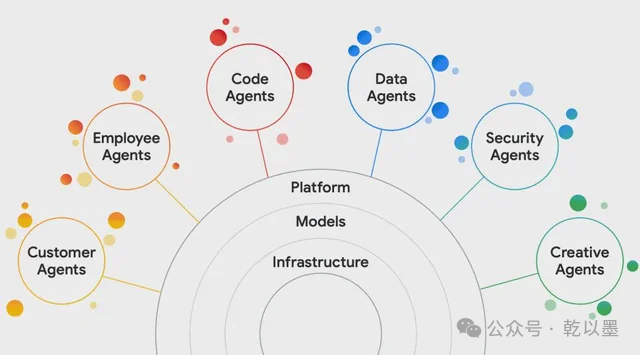 Code
Agents
Data
Agents
Employee
Agents
Security
Agents
Customer
Agents
Creative
Agents
Platform
Models
Infrastructure
公众号 · 乾以墨